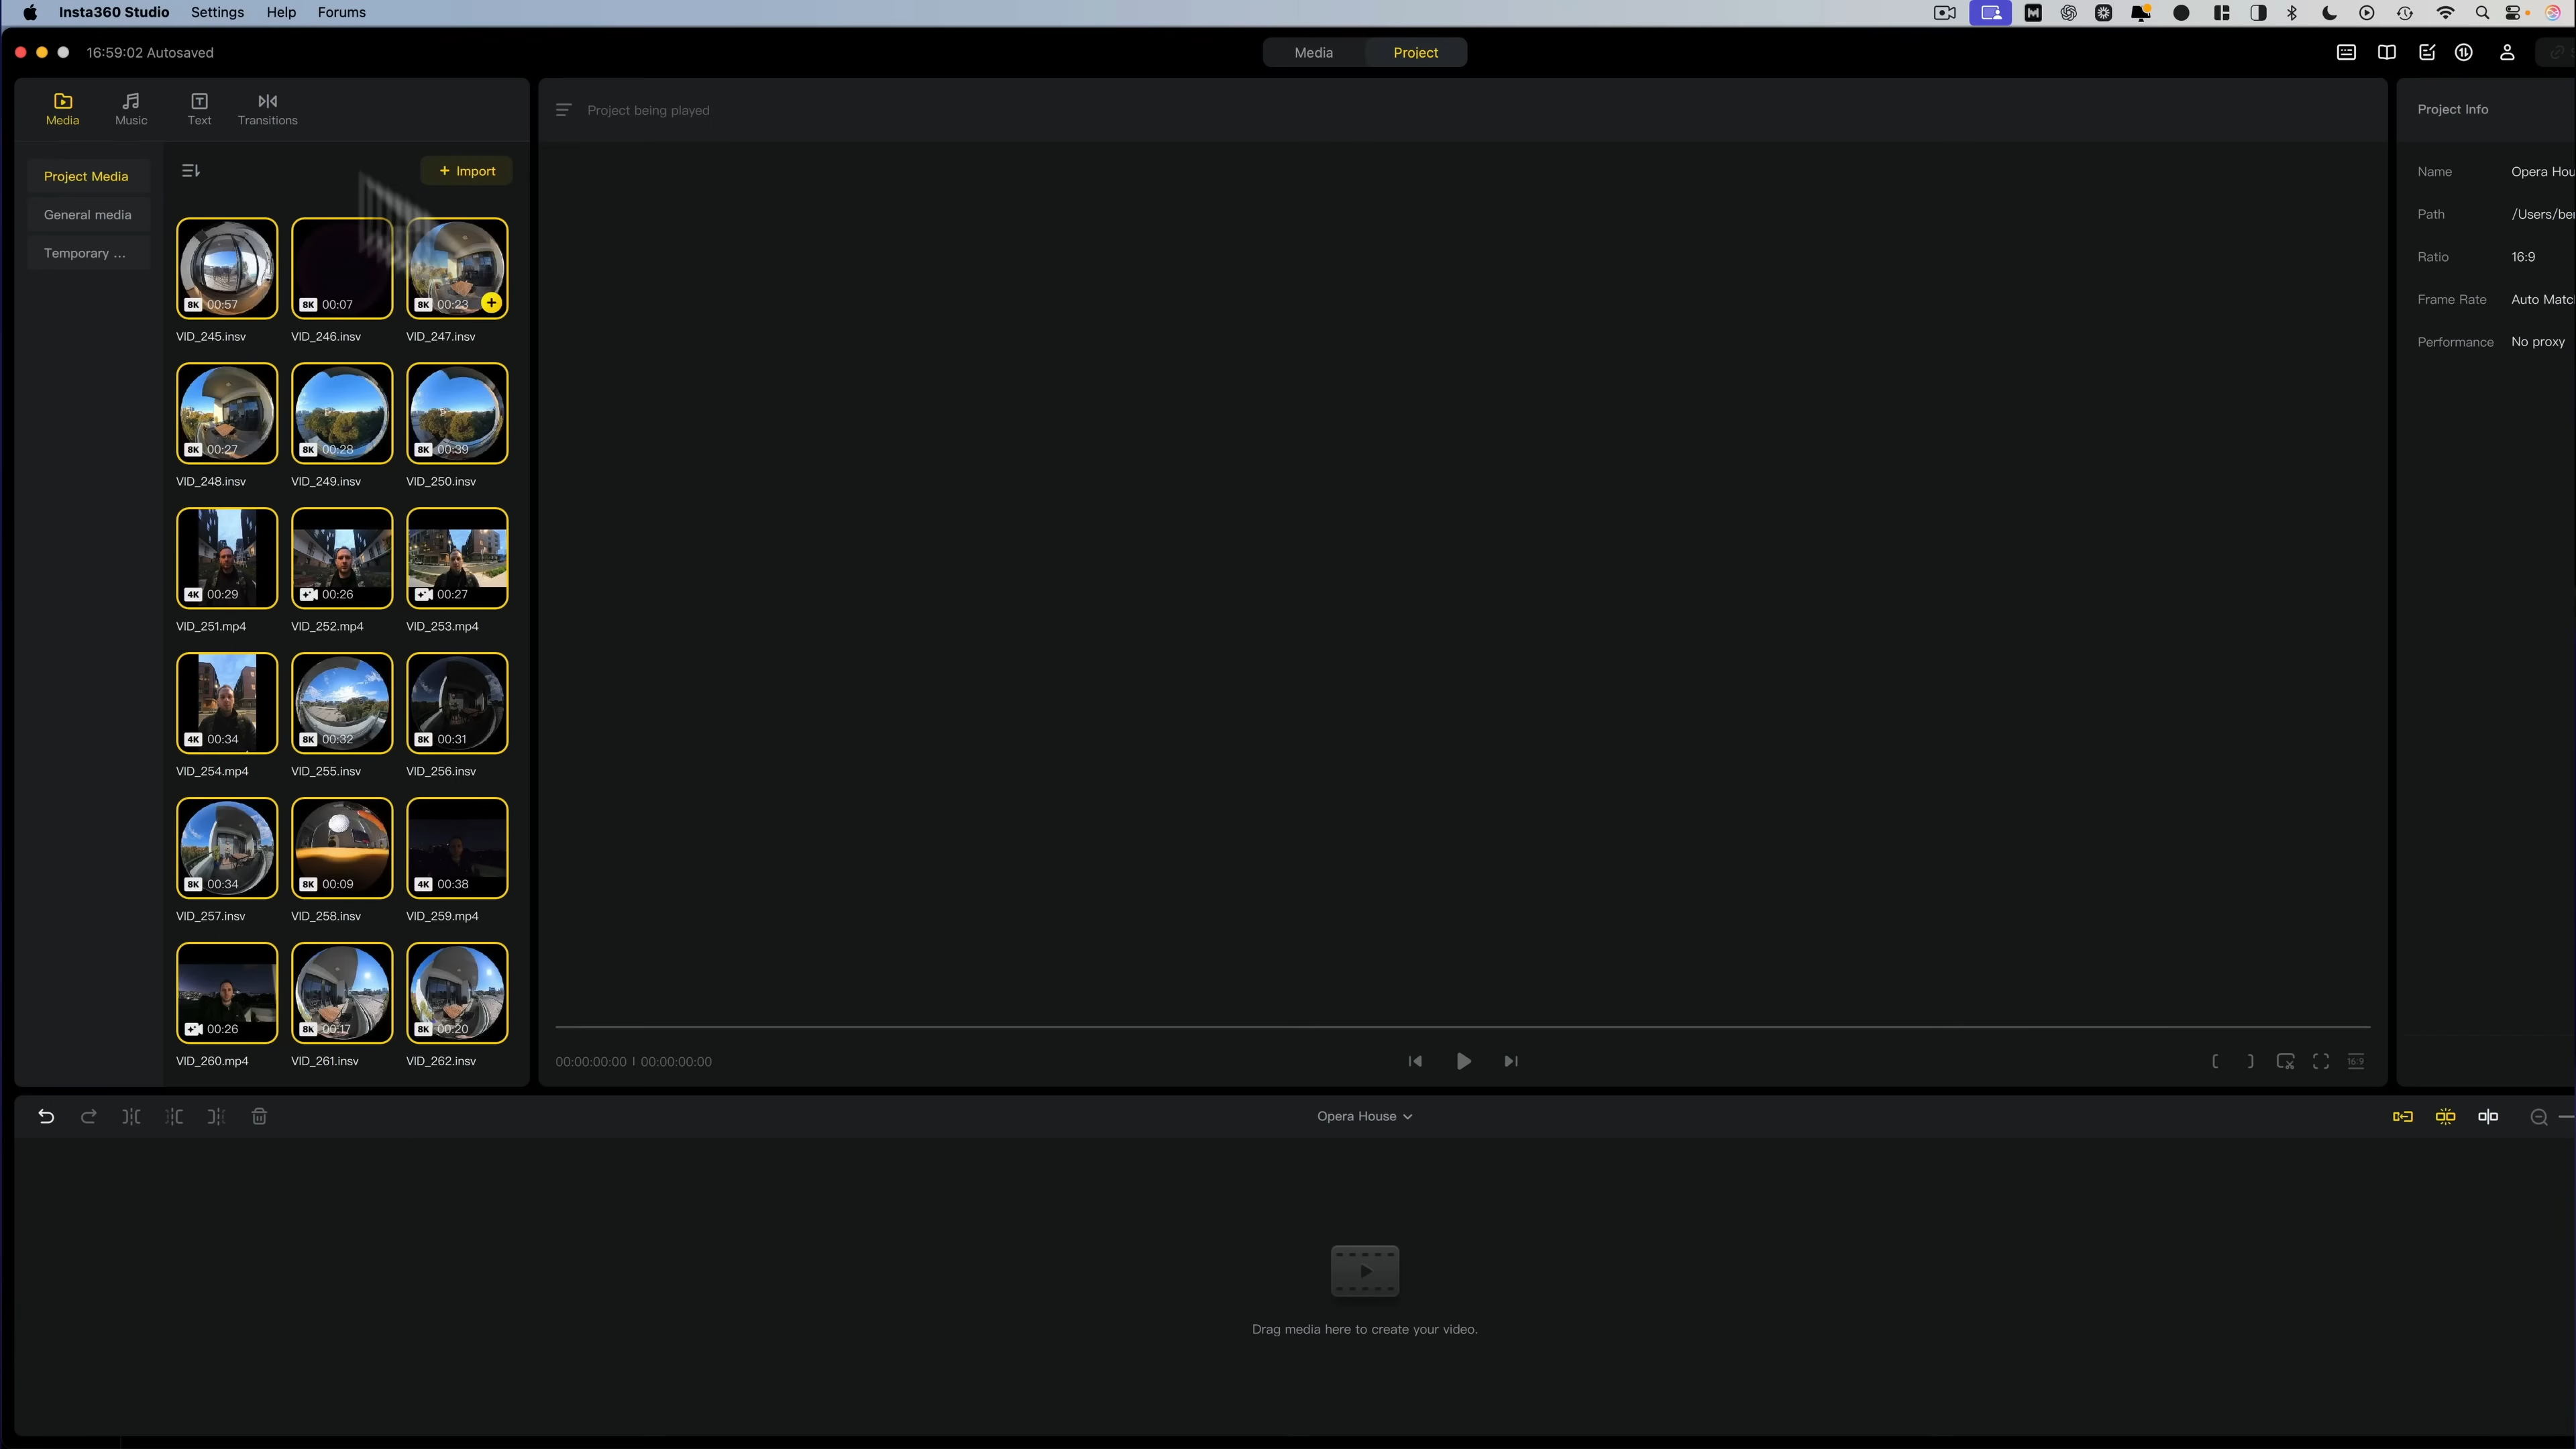 Insta360 Studio Settings Help Forums
16:59:02 Autosaved
Media Project
Media Music Text Transitions
Project being played
Project Info
Project Media
General media
Temporary ...
+ Import
Name Opera Hou
Path /Users/be
Ratio 16:9
Frame Rate Auto Matc
Performance No proxy
8K 00:57 8K 00:07 8K 00:23
VID_245.insv VID_246.insv VID_247.insv
8K 00:27 8K 00:28 8K 00:39
VID_248.insv VID_249.insv VID_250.insv
4K 00:29 00:26 00:27
VID_251.mp4 VID_252.mp4 VID_253.mp4
4K 00:34 8K 00:32 8K 00:31
VID_254.mp4 VID_255.insv VID_256.insv
8K 00:34 8K 00:09 4K 00:38
VID_257.insv VID_258.insv VID_259.mp4
00:26 8K 00:17 8K 00:20
VID_260.mp4 VID_261.insv VID_262.insv
00:00:00:00 | 00:00:00:00
16:9
Opera House
Drag media here to create your video.